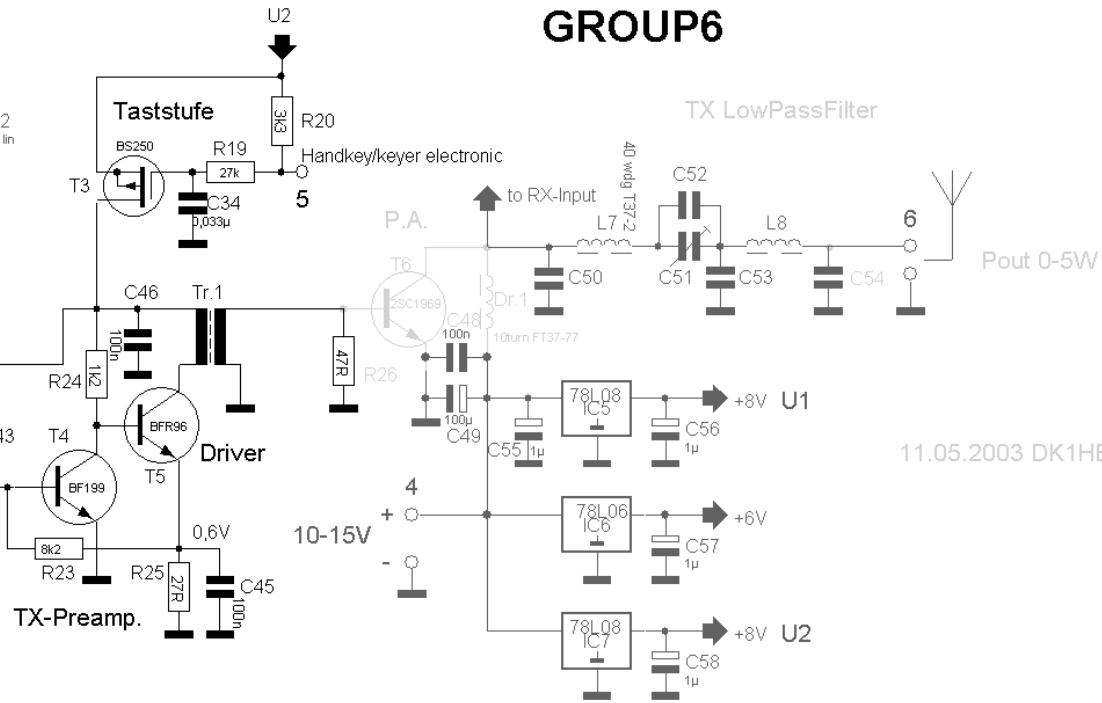 U2
GROUP6
Taststufe
3k3
R20
TX LowPassFilter
2
lin
BS250
R19
27k
Handkey/keyer electronic
5
T3
C34
0,033µ
40 wdg T37-2
C52
to RX-Input
P.A.
L7
L8
6
T6
C50
C51
C53
C54
Pout 0-5W
C46
Tr.1
2SC1969
Dr.1
C48
100n
10turn FT37-77
100n
R24
1k2
47R
R26
100µ
C49
78L08
IC5
+8V
U1
C55
1µ
C56
1µ
BFR96
43
T4
Driver
T5
11.05.2003 DK1HE
BF199
4
+
10-15V
-
78L06
IC6
+6V
C57
1µ
0,6V
8k2
R23
R25
27R
C45
100n
TX-Preamp.
78L08
IC7
+8V
U2
C58
1µ